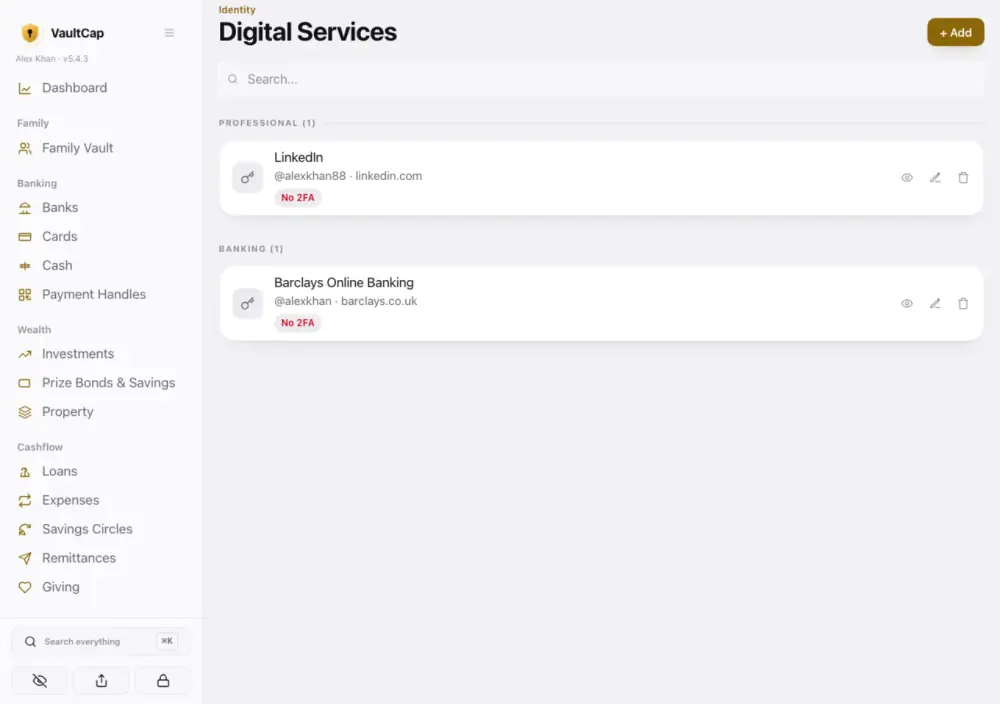 VaultCap
Alex Khan · v5.4.3
Dashboard
Family
Family Vault
Banking
Banks
Cards
Cash
Payment Handles
Wealth
Investments
Prize Bonds & Savings
Property
Cashflow
Loans
Expenses
Savings Circles
Remittances
Giving
Search everything ⌘K
Identity
Digital Services
+ Add
Search...
PROFESSIONAL (1)
LinkedIn
@alexkhan88 · linkedin.com
No 2FA
BANKING (1)
Barclays Online Banking
@alexkhan · barclays.co.uk
No 2FA